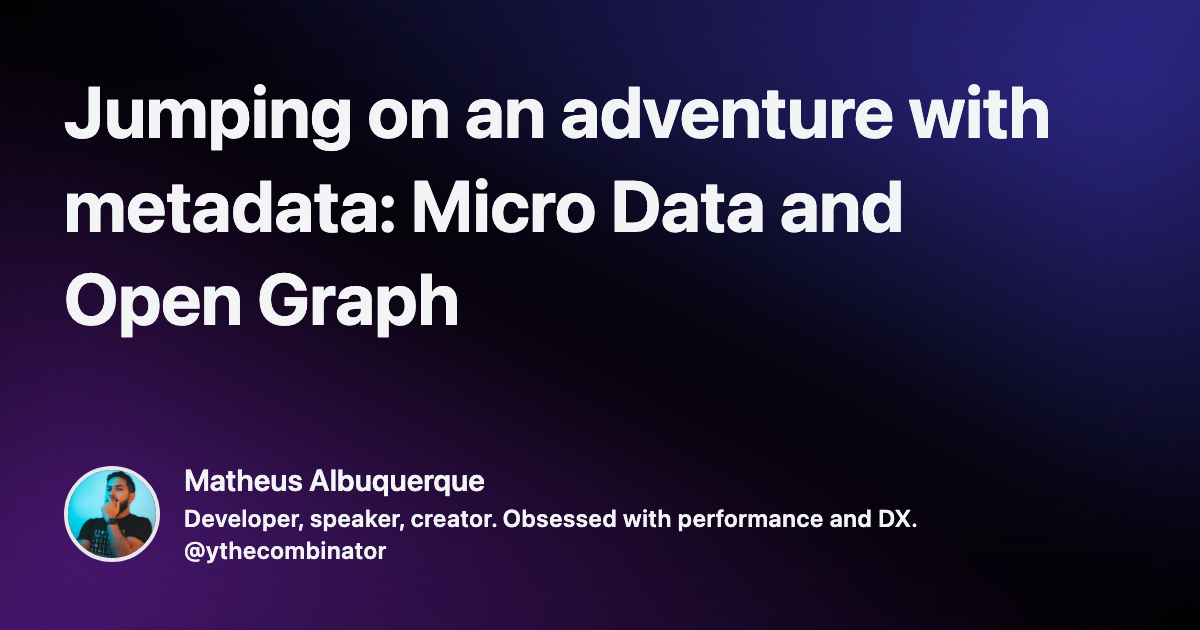 Jumping on an adventure with
metadata: Micro Data and
Open Graph
Matheus Albuquerque
Developer, speaker, creator. Obsessed with performance and DX.
@ythecombinator